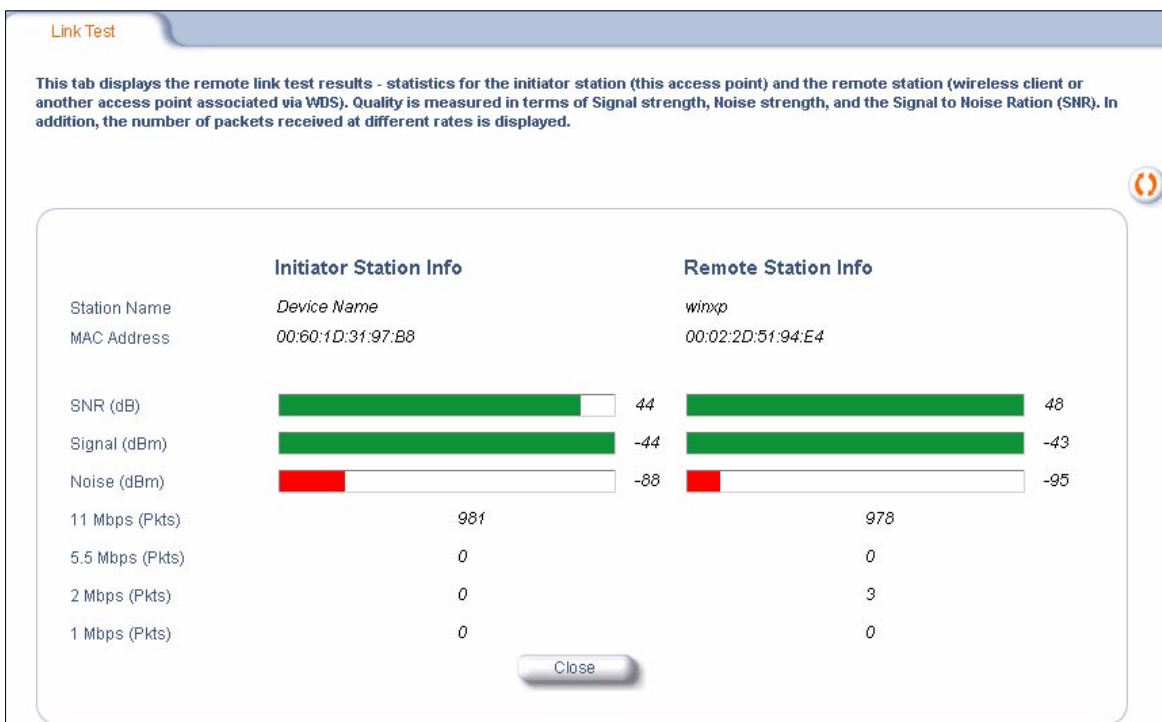 Link Test
This tab displays the remote link test results - statistics for the initiator station (this access point) and the remote station (wireless client or
another access point associated via WDS). Quality is measured in terms of Signal strength, Noise strength, and the Signal to Noise Ration (SNR). In
addition, the number of packets received at different rates is displayed.
Initiator Station Info Remote Station Info
Station Name Device Name winxp
MAC Address 00:60:1D:31:97:B8 00:02:2D:51:94:E4
SNR (dB) 44 48
Signal (dBm) -44 -43
Noise (dBm) -88 -95
11 Mbps (Pkts) 981 978
5.5 Mbps (Pkts) 0 0
2 Mbps (Pkts) 0 3
1 Mbps (Pkts) 0 0
Close